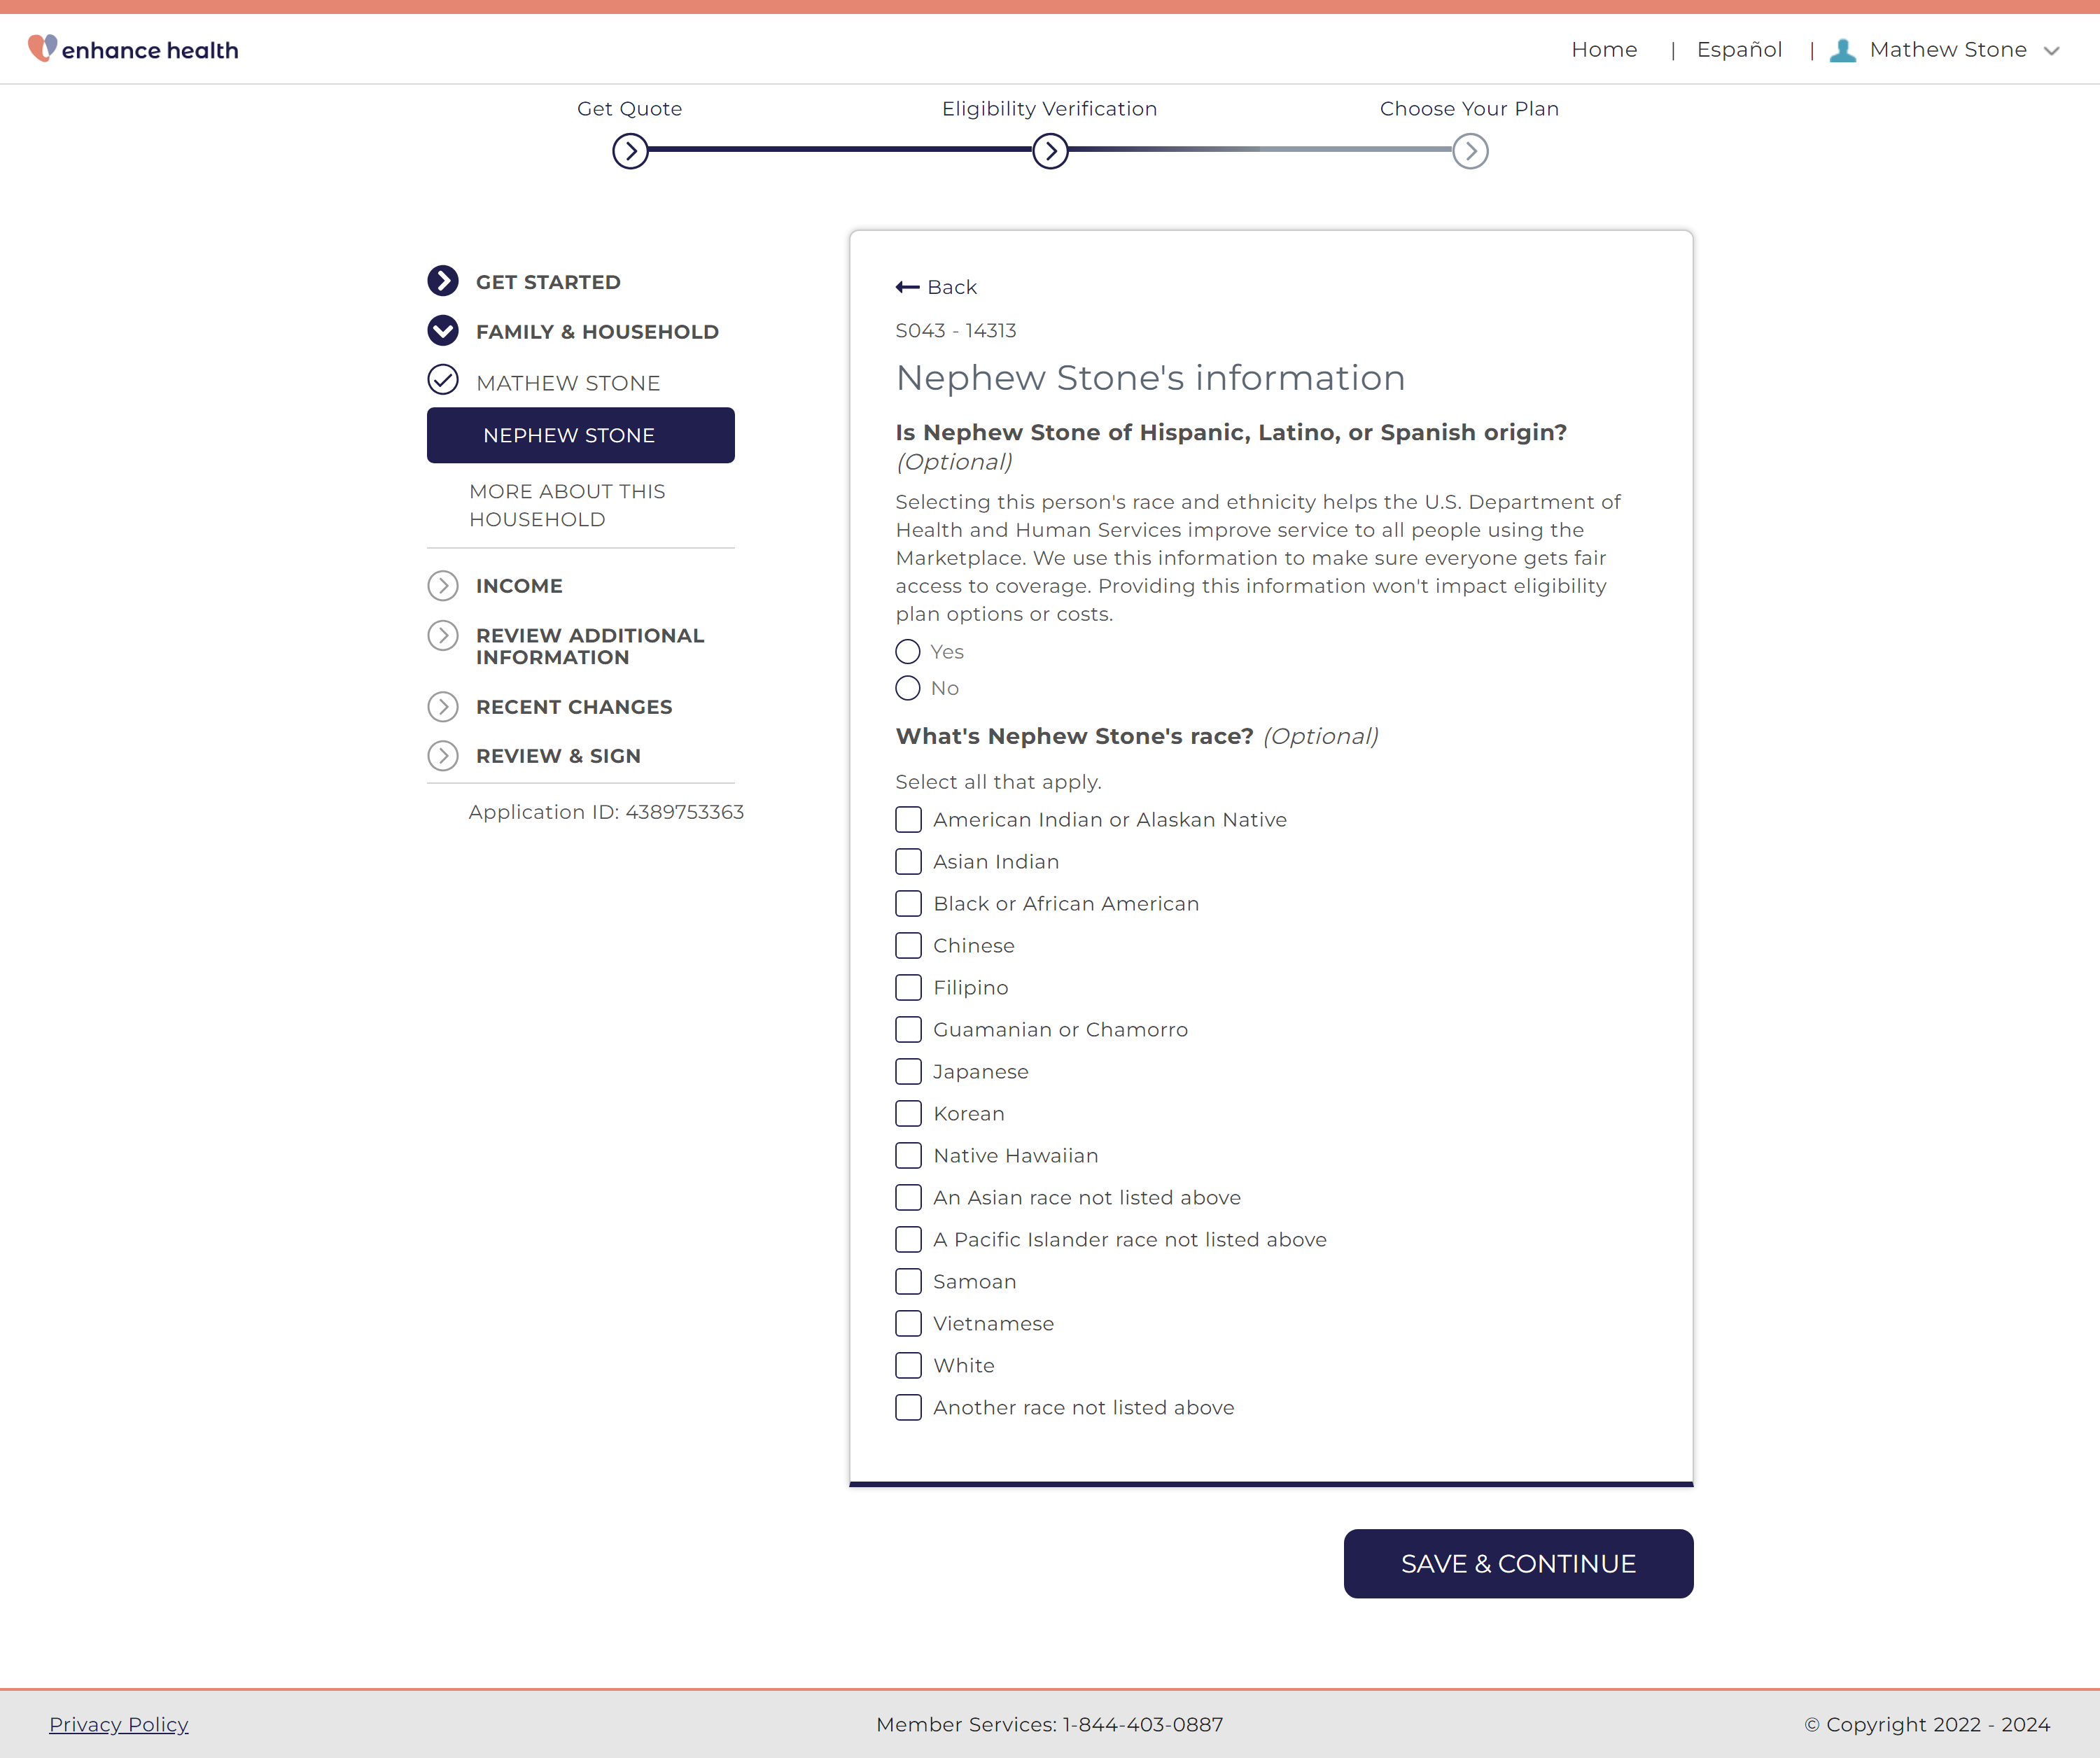 enhance health
Home | Español | Mathew Stone
Get Quote
Eligibility Verification
Choose Your Plan
GET STARTED
FAMILY & HOUSEHOLD
MATHEW STONE
NEPHEW STONE
MORE ABOUT THIS
HOUSEHOLD
INCOME
REVIEW ADDITIONAL
INFORMATION
RECENT CHANGES
REVIEW & SIGN
Application ID: 4389753363
Back
S043 - 14313
Nephew Stone's information
Is Nephew Stone of Hispanic, Latino, or Spanish origin?
(Optional)
Selecting this person's race and ethnicity helps the U.S. Department of
Health and Human Services improve service to all people using the
Marketplace. We use this information to make sure everyone gets fair
access to coverage. Providing this information won't impact eligibility
plan options or costs.
Yes
No
What's Nephew Stone's race? (Optional)
Select all that apply.
American Indian or Alaskan Native
Asian Indian
Black or African American
Chinese
Filipino
Guamanian or Chamorro
Japanese
Korean
Native Hawaiian
An Asian race not listed above
A Pacific Islander race not listed above
Samoan
Vietnamese
White
Another race not listed above
SAVE & CONTINUE
Privacy Policy
Member Services: 1-844-403-0887
© Copyright 2022 - 2024